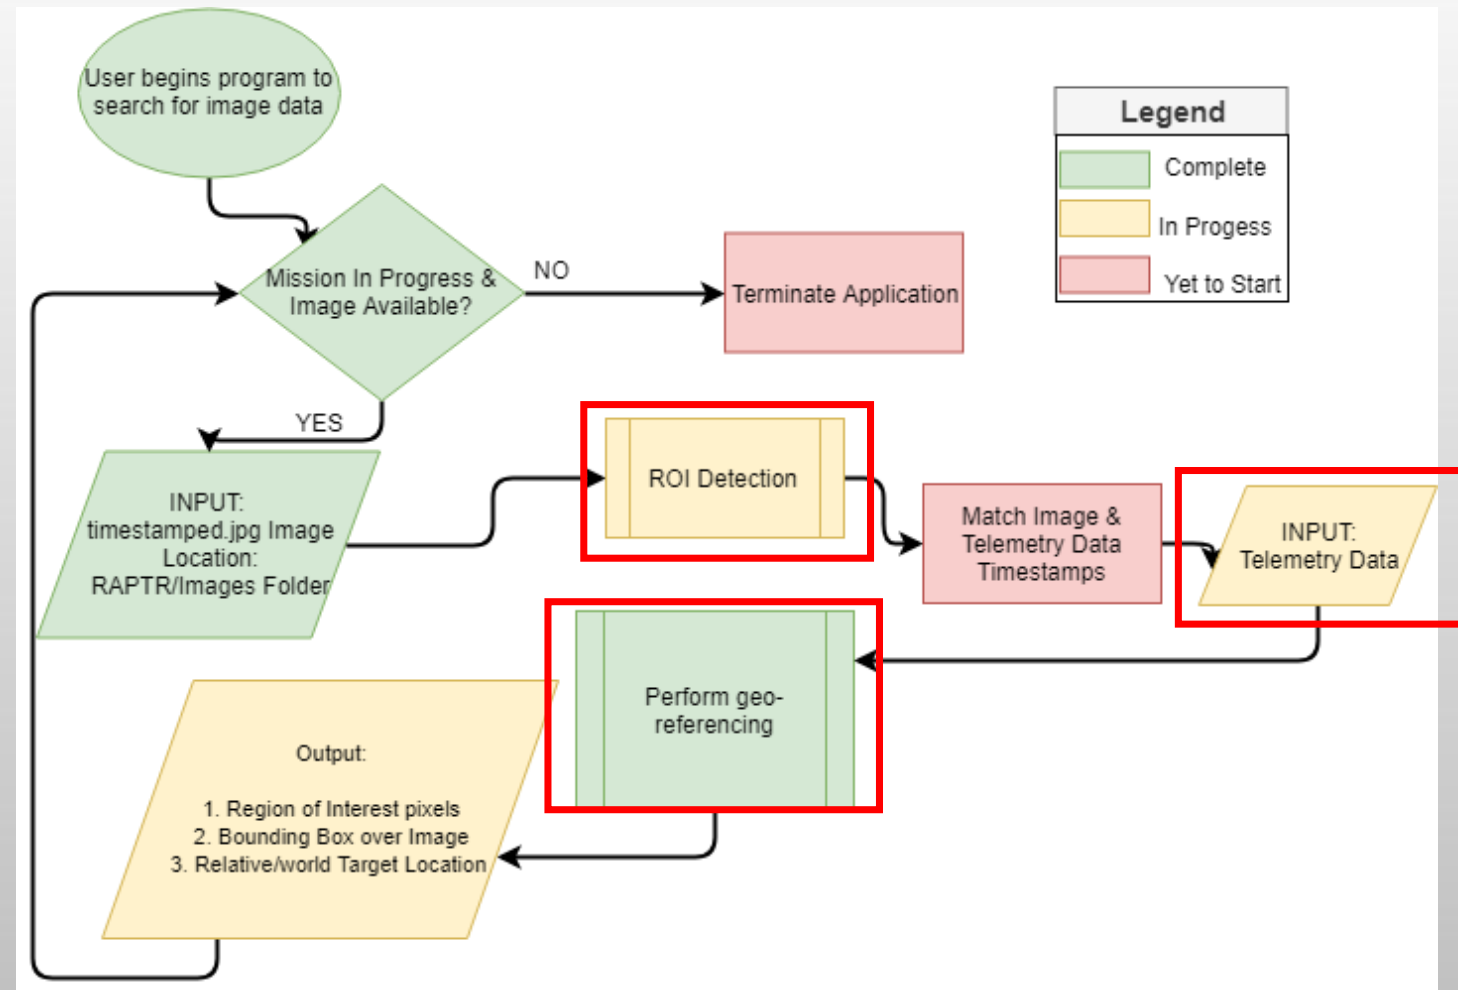 User begins program to
search for image data
Legend
Complete
In Progess
Yet to Start
Mission In Progress &
Image Available?
NO
Terminate Application
YES
INPUT:
timestamped.jpg Image
Location:
RAPTR/Images Folder
ROI Detection
Match Image &
Telemetry Data
Timestamps
INPUT:
Telemetry Data
Perform geo-
referencing
Output:
1. Region of Interest pixels
2. Bounding Box over Image
3. Relative/world Target Location